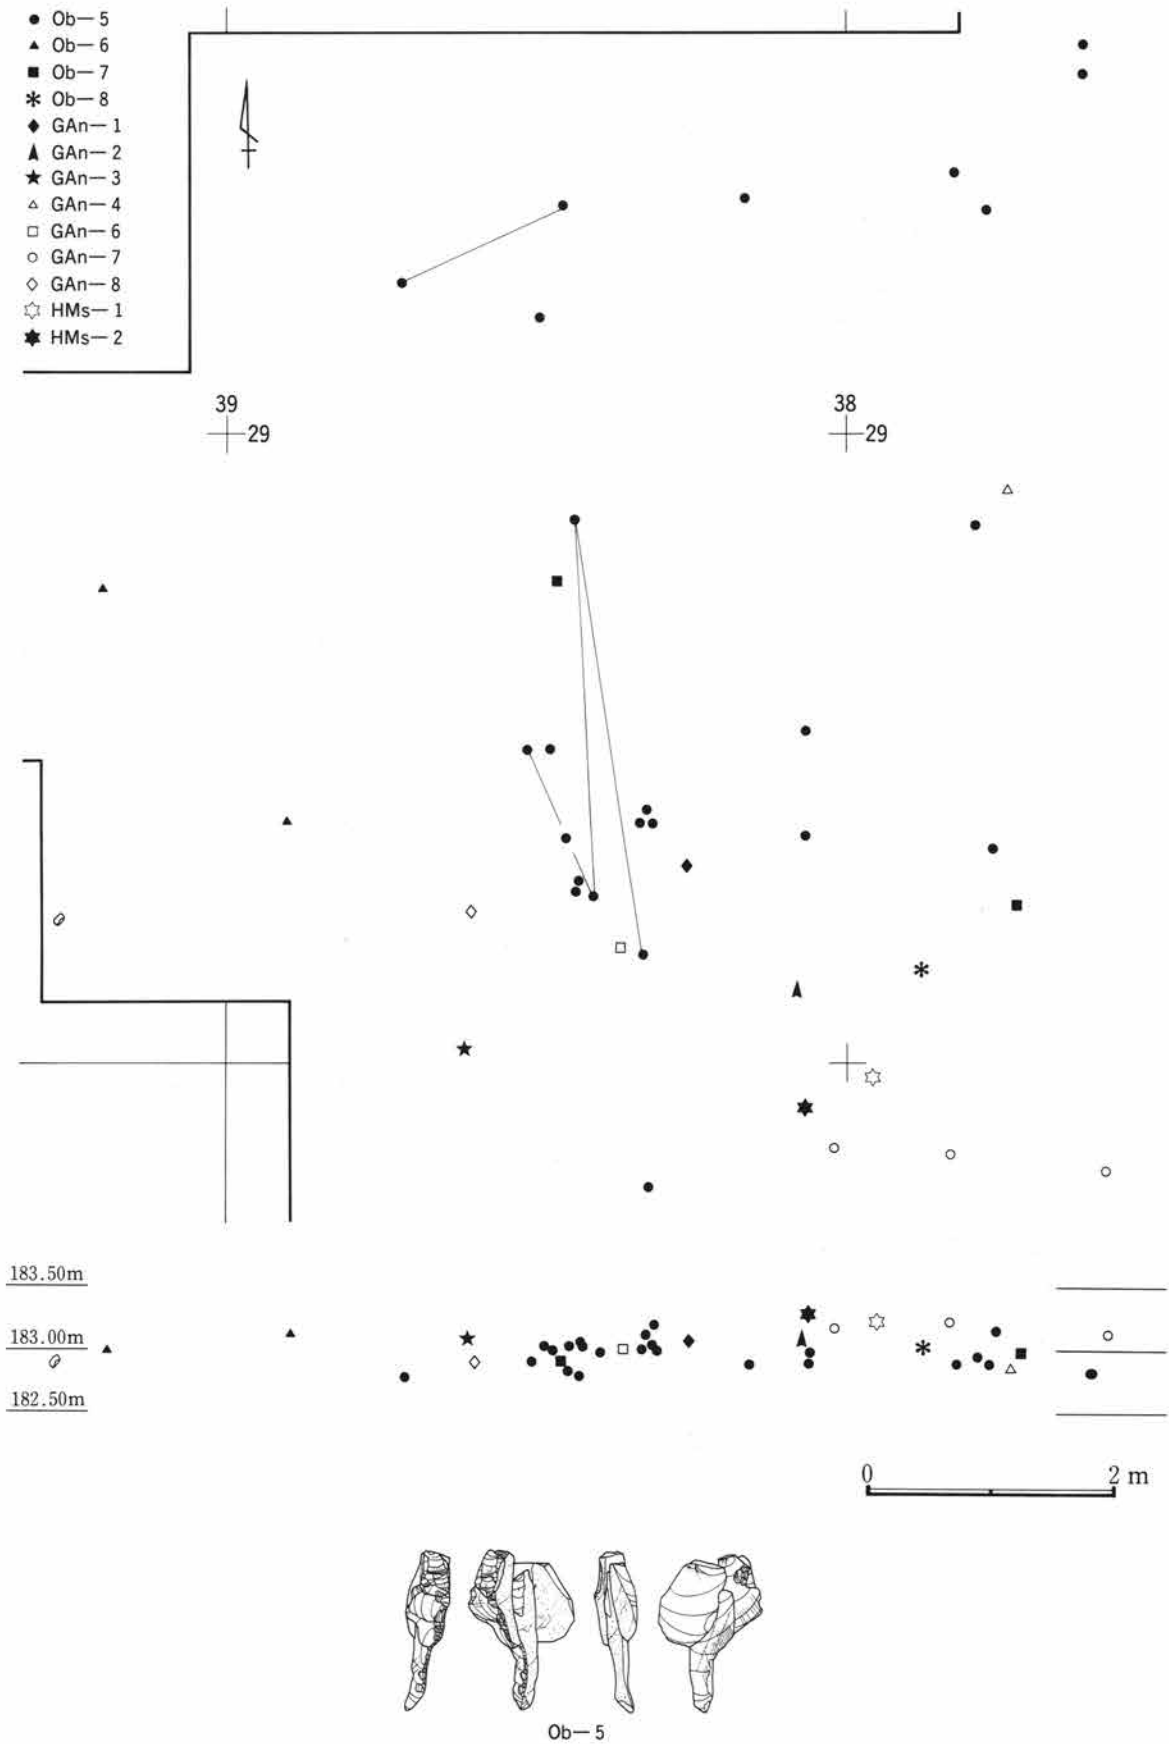 Ob—5
Ob—6
Ob—7
Ob—8
GAn—1
GAn—2
GAn—3
GAn—4
GAn—6
GAn—7
GAn—8
HMs—1
HMs—2
39
29
38
29
183.50m
183.00m
182.50m
0 2 m
Ob—5